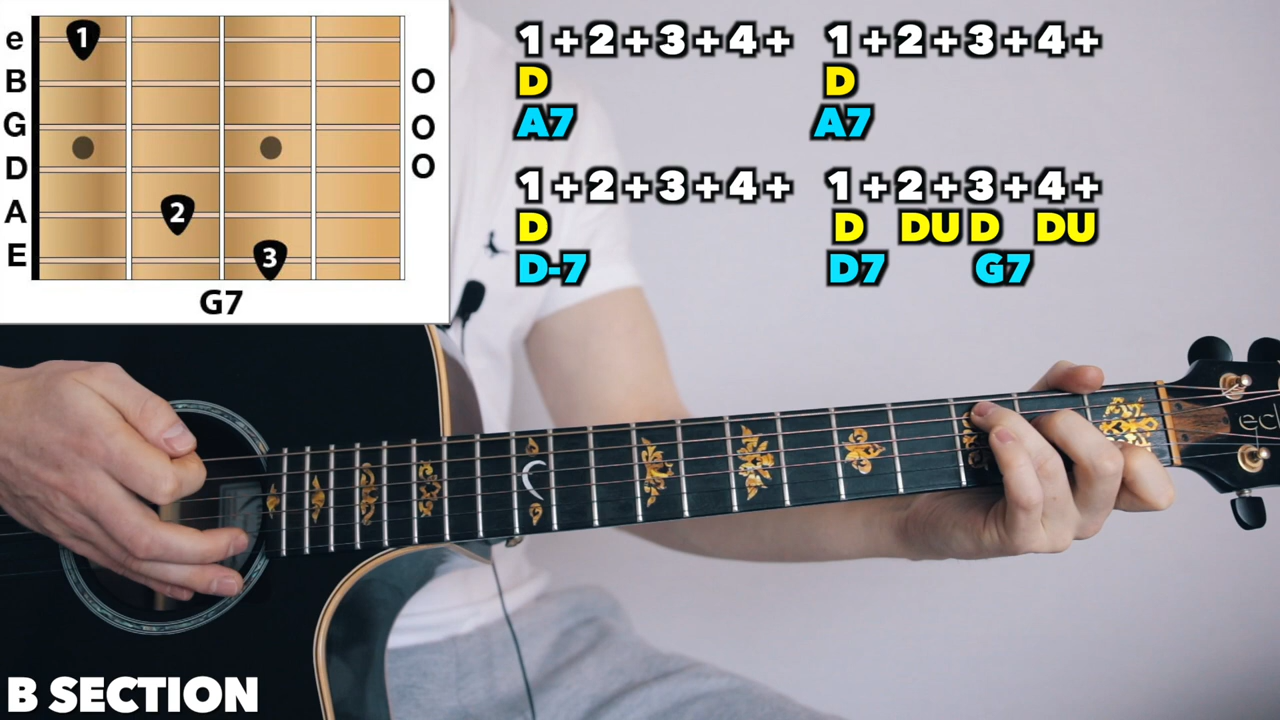 e 1
B O
G O
D O
A 2
E 3
G7
1+2+3+4+ 1+2+3+4+
D D
A7 A7
1+2+3+4+ 1+2+3+4+
D D DU D DU
D-7 D7 G7
B SECTION